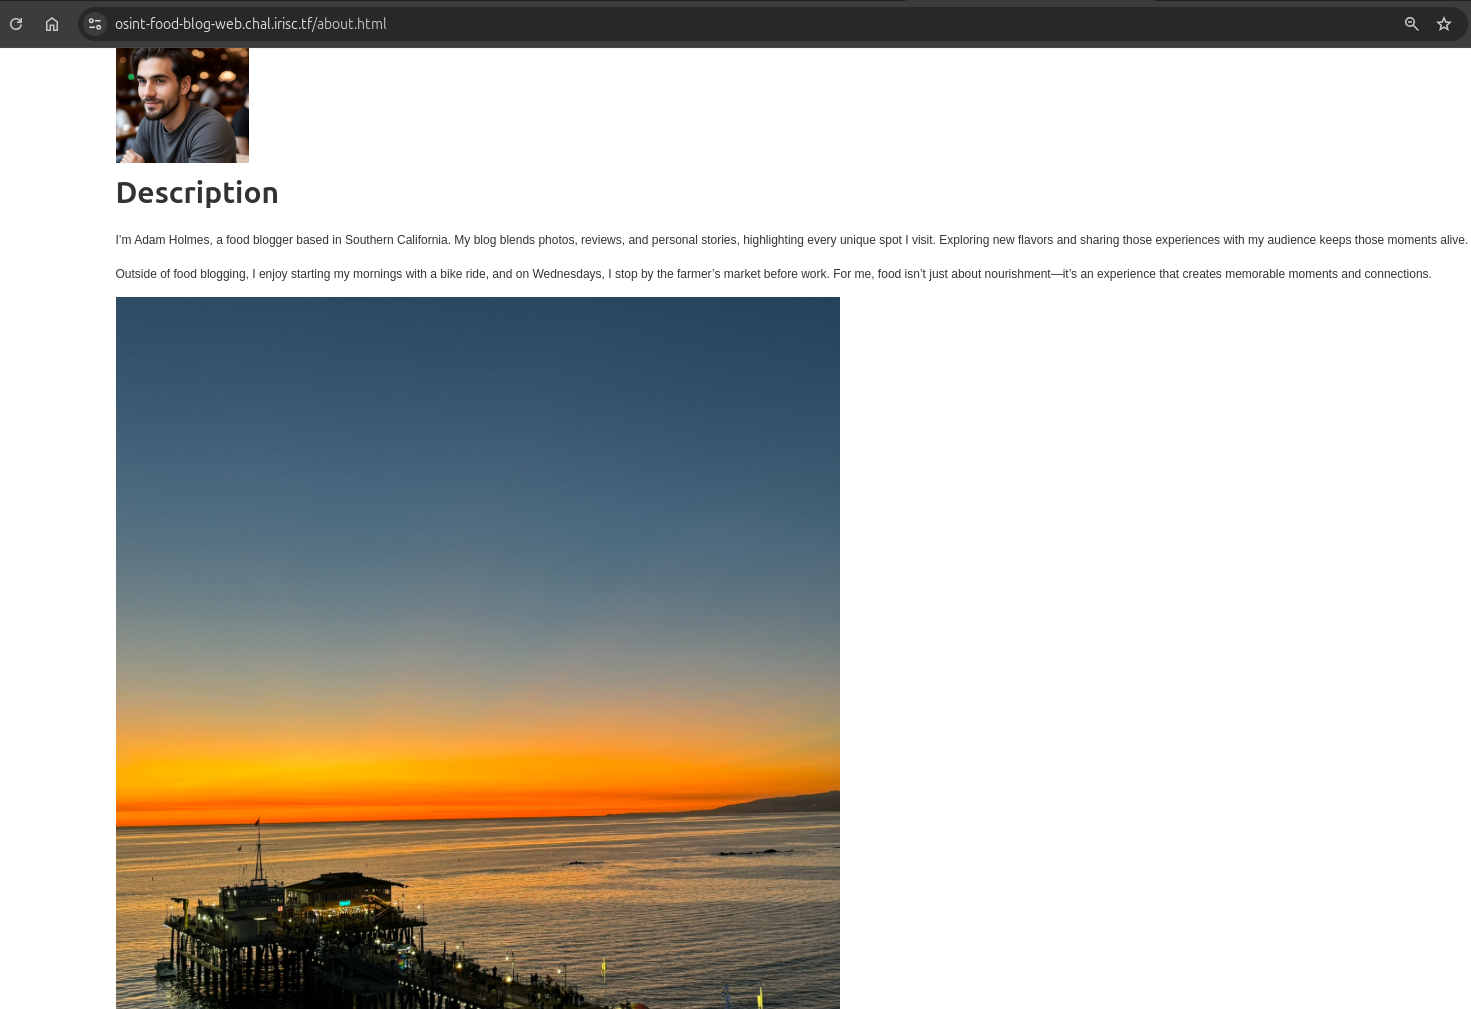 osint-food-blog-web.chal.irisc.tf/about.html
Description
I’m Adam Holmes, a food blogger based in Southern California. My blog blends photos, reviews, and personal stories, highlighting every unique spot I visit. Exploring new flavors and sharing those experiences with my audience keeps those moments alive.
Outside of food blogging, I enjoy starting my mornings with a bike ride, and on Wednesdays, I stop by the farmer’s market before work. For me, food isn’t just about nourishment—it’s an experience that creates memorable moments and connections.